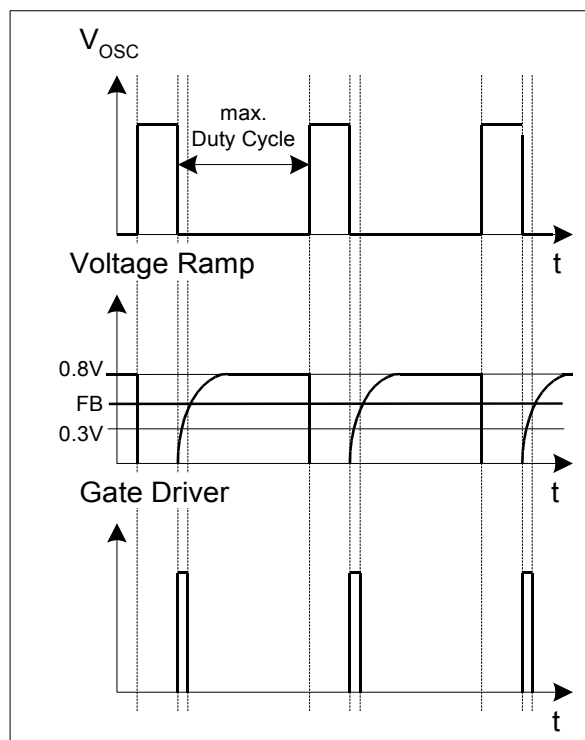 V_OSC
max.
Duty Cycle
t
Voltage Ramp
0.8V
FB
0.3V
t
Gate Driver
t